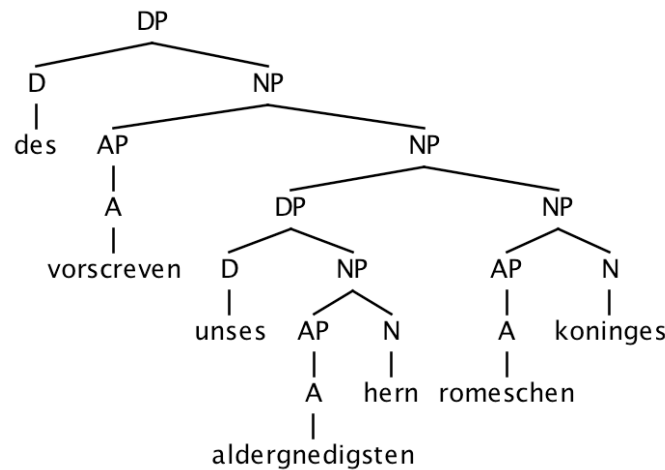 DP
D NP
des AP NP
A DP NP
vorscreven D NP AP N
unses AP N A koninges
A hern romeschen
aldergnedigsten